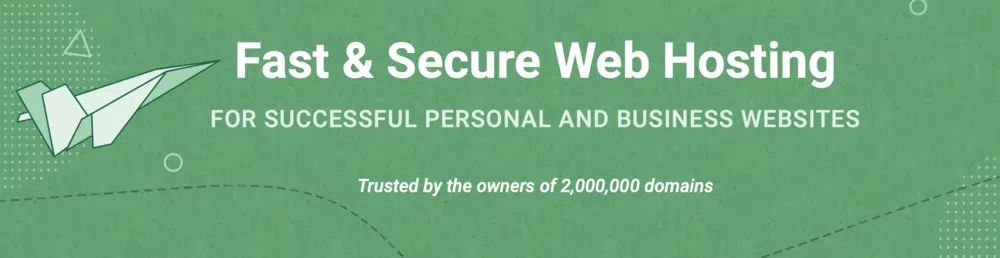 Fast & Secure Web Hosting
FOR SUCCESSFUL PERSONAL AND BUSINESS WEBSITES
Trusted by the owners of 2,000,000 domains